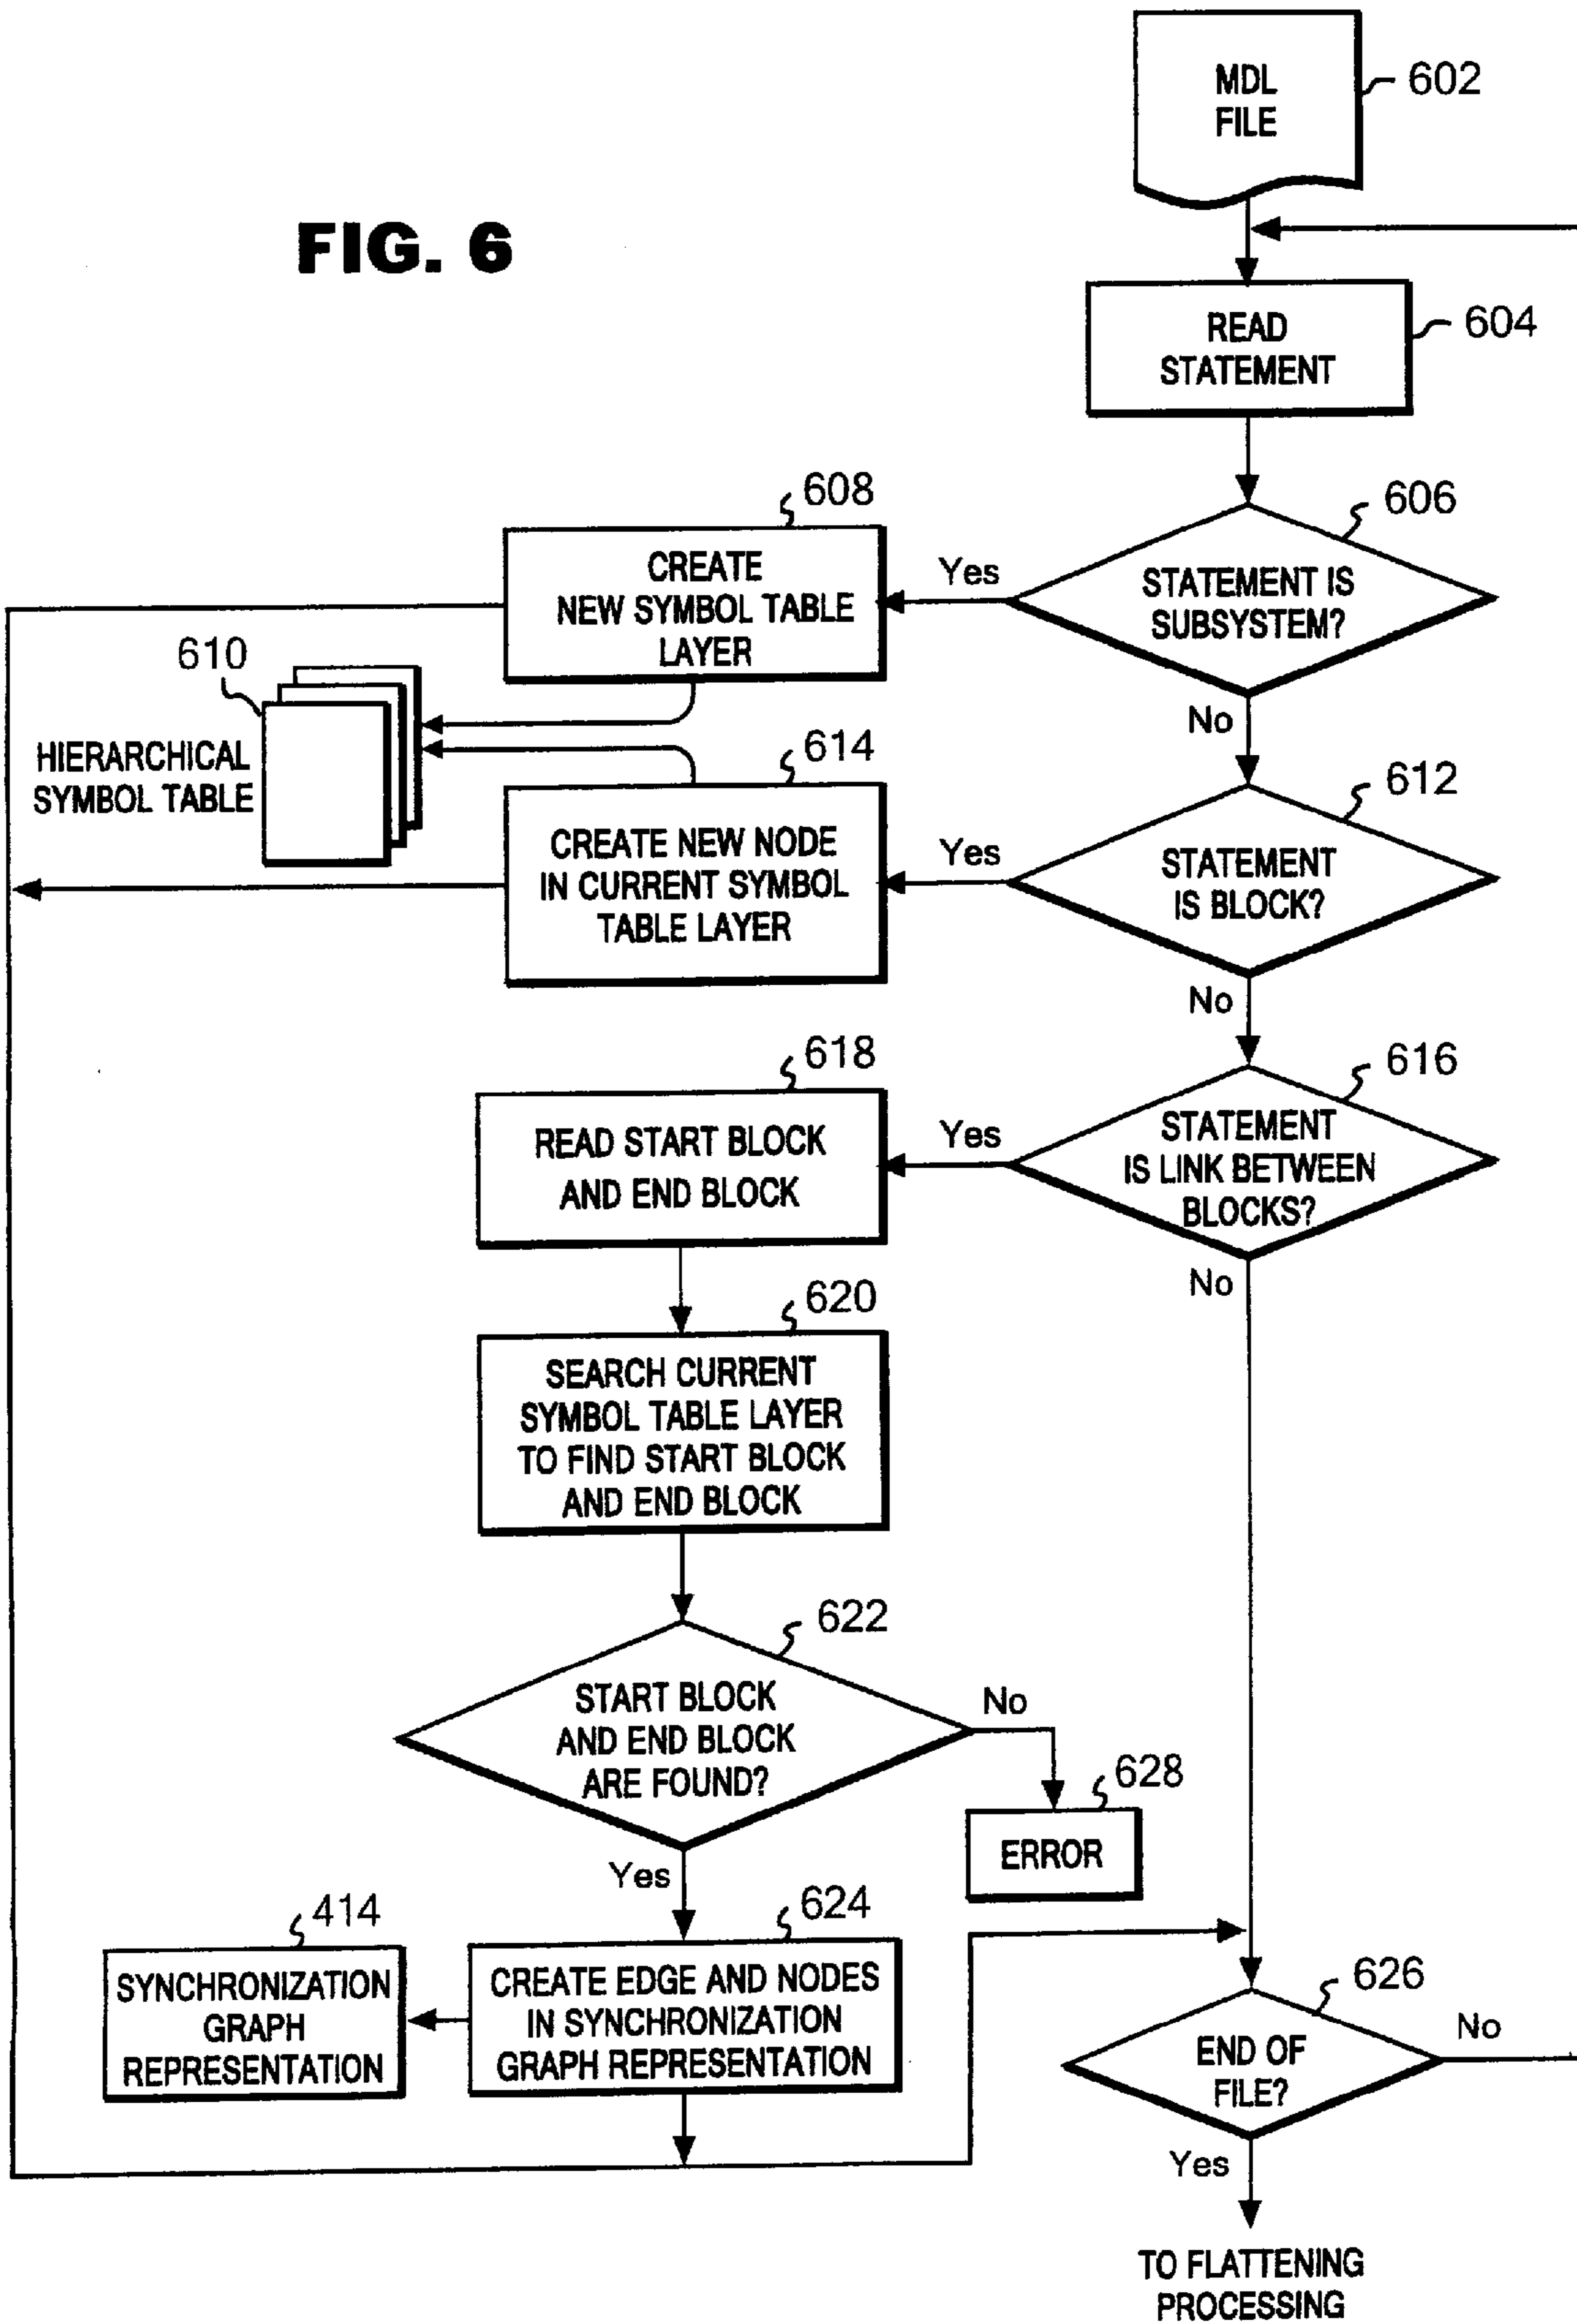 MDL
FILE
602
FIG. 6
READ
STATEMENT
604
606
STATEMENT IS
SUBSYSTEM?
Yes
No
608
CREATE
NEW SYMBOL TABLE
LAYER
610
HIERARCHICAL
SYMBOL TABLE
612
STATEMENT
IS BLOCK?
Yes
No
614
CREATE NEW NODE
IN CURRENT SYMBOL
TABLE LAYER
616
STATEMENT
IS LINK BETWEEN
BLOCKS?
Yes
No
618
READ START BLOCK
AND END BLOCK
620
SEARCH CURRENT
SYMBOL TABLE LAYER
TO FIND START BLOCK
AND END BLOCK
622
START BLOCK
AND END BLOCK
ARE FOUND?
No
Yes
628
ERROR
624
CREATE EDGE AND NODES
IN SYNCHRONIZATION
GRAPH REPRESENTATION
414
SYNCHRONIZATION
GRAPH
REPRESENTATION
626
END OF
FILE?
No
Yes
TO FLATTENING
PROCESSING